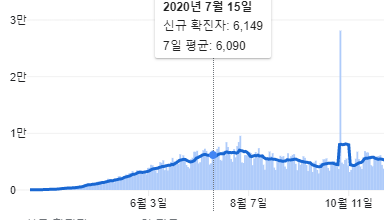 2020년 7월 15일
신규 확진자: 6,149
7일 평균: 6,090
3만
2만
1만
0
6월 3일
8월 7일
10월 11일